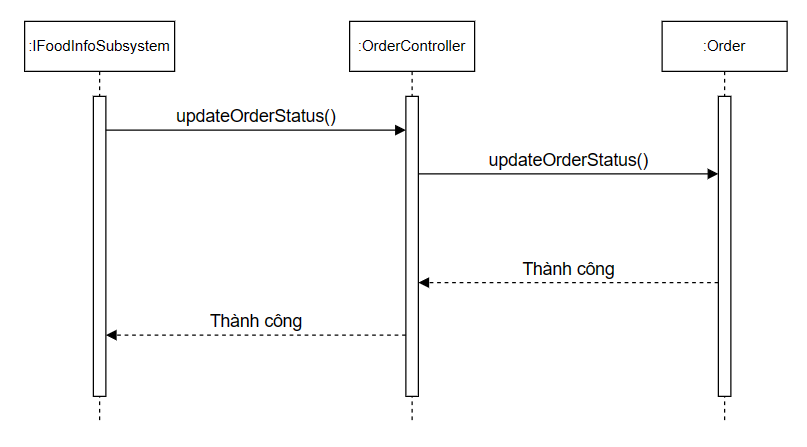 :IFoodInfoSubsystem
:OrderController
:Order
updateOrderStatus()
updateOrderStatus()
Thành công
Thành công